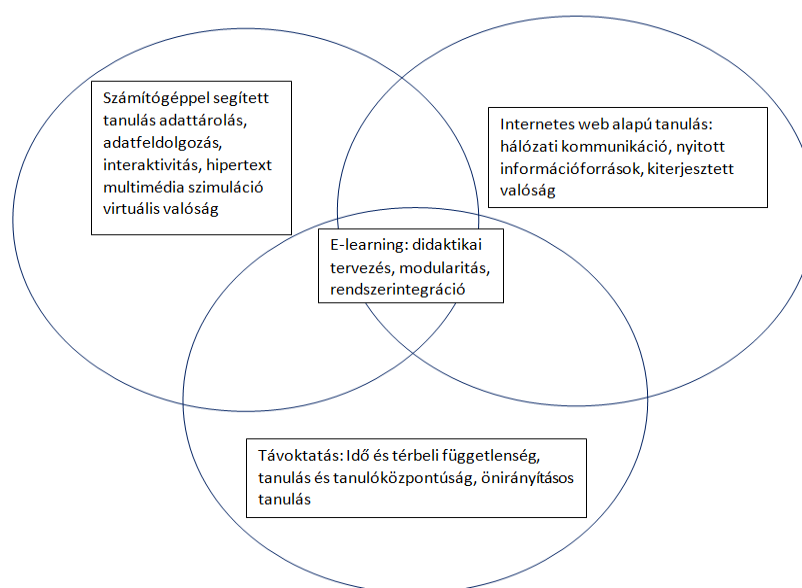 Számítógéppel segített
tanulás adattárolás,
adatfeldolgozás,
interaktivitás, hipertext
multimédia szimuláció
virtuális valóság
Internetes web alapú tanulás:
hálózati kommunikáció, nyitott
információforrások, kiterjesztett
valóság
E-learning: didaktikai
tervezés, modularitás,
rendszerintegráció
Távoktatás: Idő és térbeli függetlenség,
tanulás és tanulóközpontúság, önirányításos
tanulás